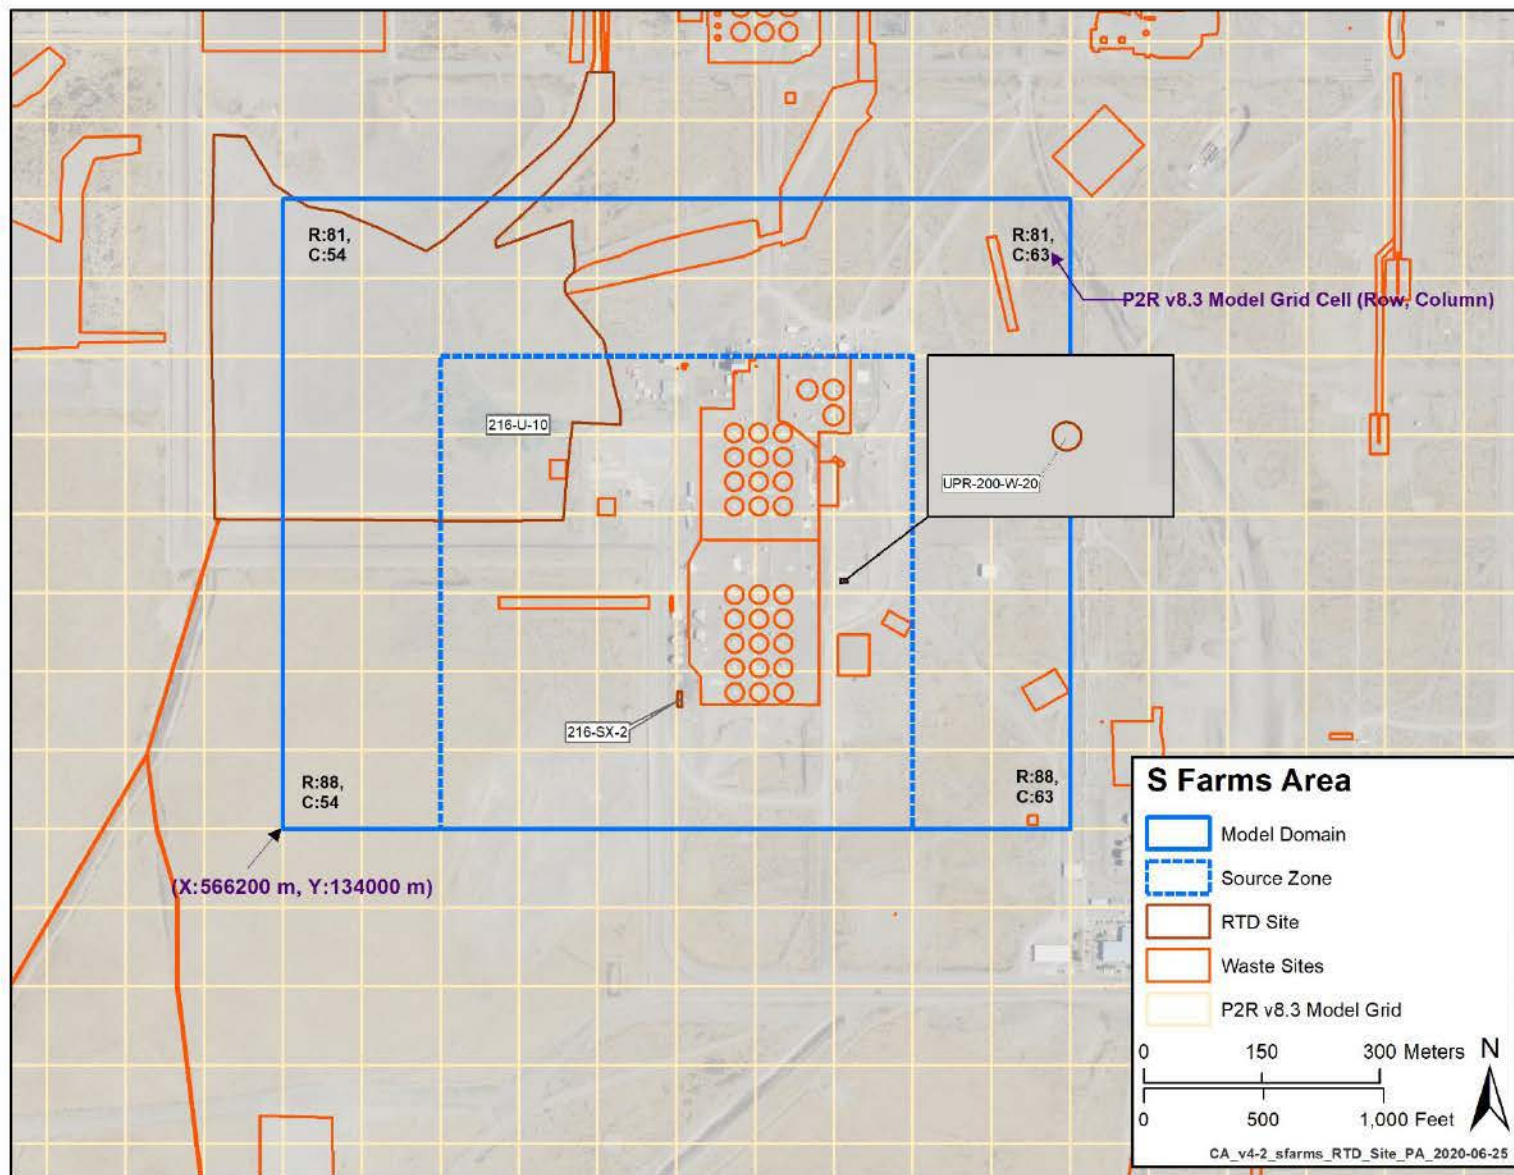 R:81,
C:54
R:81,
C:63
P2R v8.3 Model Grid Cell (Row, Column)
216-U-10
UPR-200-W-20
216-SX-2
R:88,
C:54
R:88,
C:63
(X:566200 m, Y:134000 m)
S Farms Area
Model Domain
Source Zone
RTD Site
Waste Sites
P2R v8.3 Model Grid
0 150 300 Meters
N
0 500 1,000 Feet
CA_v4-2_sfarms_RTD_Site_PA_2020-06-25